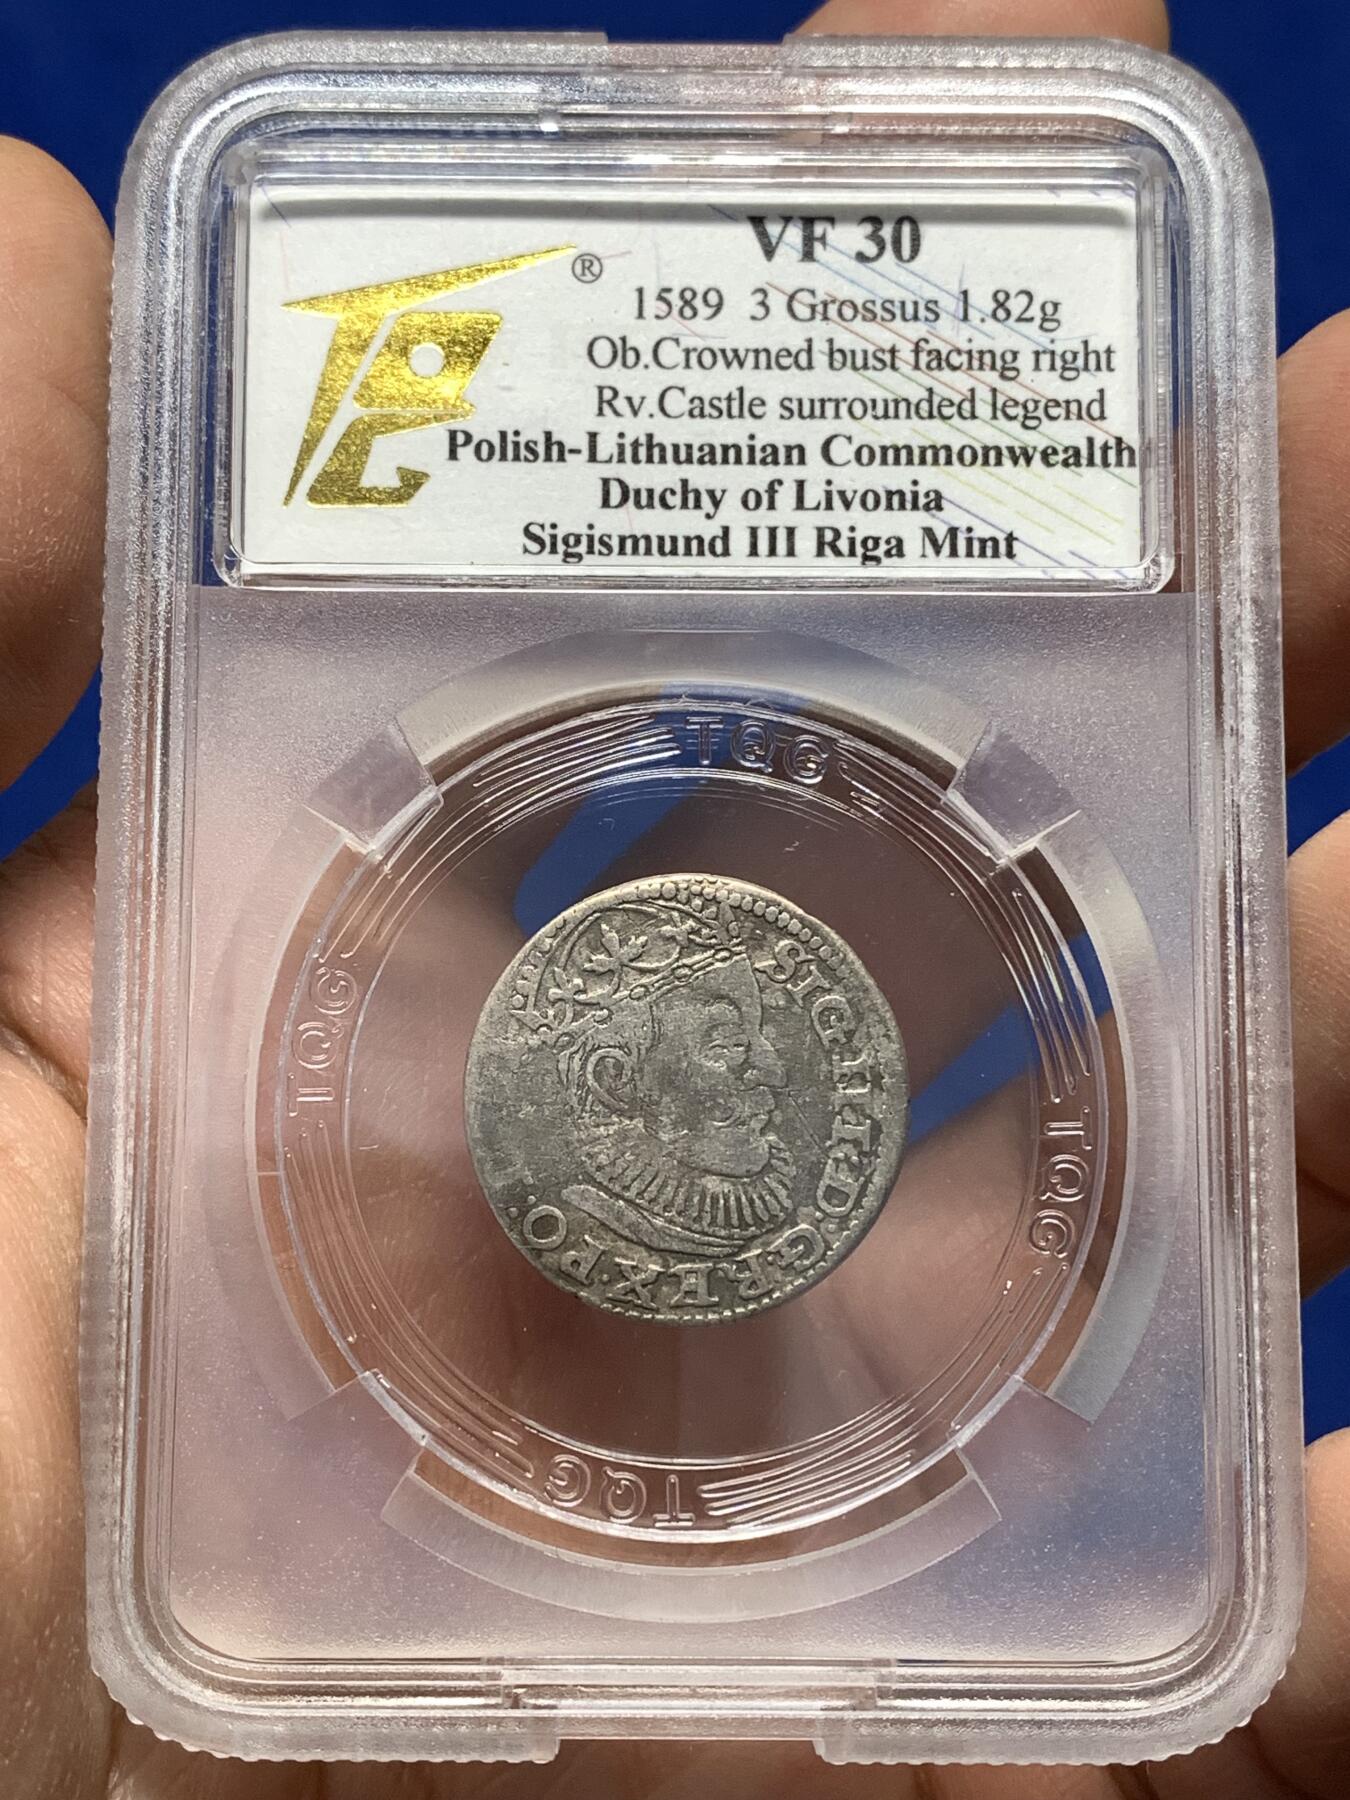 VF 30
®
1589 3 Grossus 1.82g
Ob.Crowned bust facing right
Rv.Castle surrounded legend
Polish-Lithuanian Commonwealth
Duchy of Livonia
Sigismund III Riga Mint
TQG
TQG
TQG
TQG
SIG·III·D:G·REX·PO·